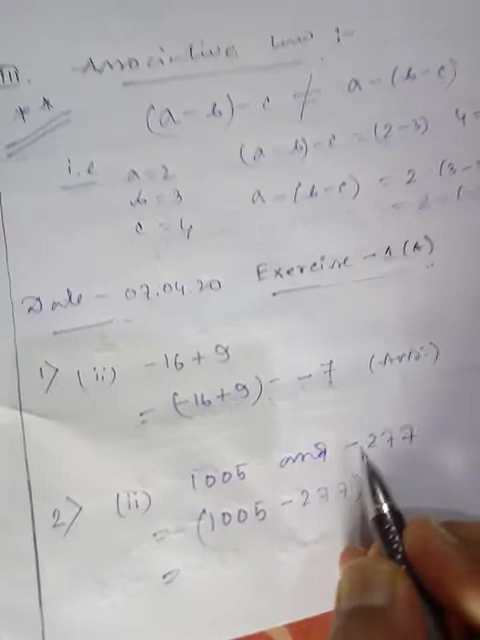 III. Associative law :-
** (a-b)-c ≠ a-(b-c)
i.e a=2 (a-b)-c = (2-3) 4=
b=3 a-(b-c) = 2 (3-
c=4 = 2-(-
Date - 07.04.20 Exercise - 1(A)
1> (ii) -16+9
= (-16+9) = -7 (Ans:)
2> (ii) 1005 and -277
= (1005 - 277)
=